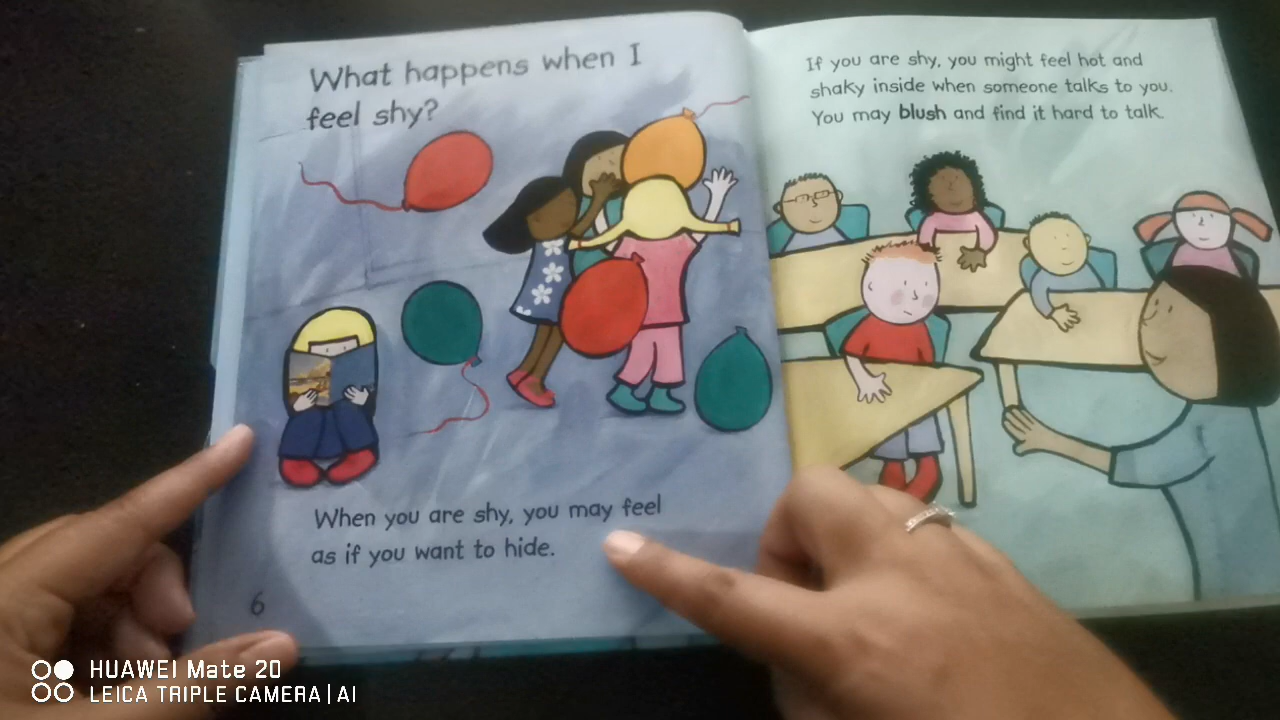 What happens when I
feel shy?
When you are shy, you may feel
as if you want to hide.
6
If you are shy, you might feel hot and
shaky inside when someone talks to you.
You may blush and find it hard to talk.
HUAWEI Mate 20
LEICA TRIPLE CAMERA | AI